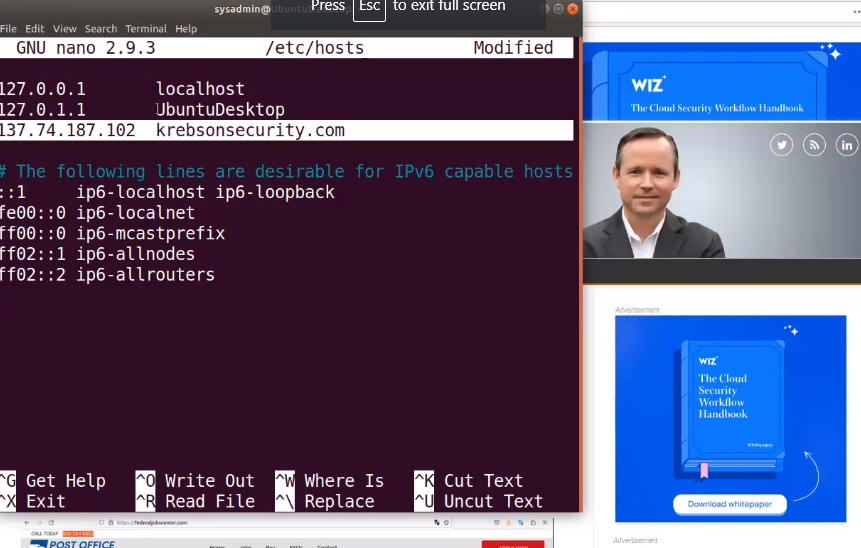 sysadmin@Ubuntu
Press Esc to exit full screen
File Edit View Search Terminal Help
GNU nano 2.9.3 /etc/hosts Modified
127.0.0.1 localhost
127.0.1.1 UbuntuDesktop
137.74.187.102 krebsonsecurity.com
# The following lines are desirable for IPv6 capable hosts
::1 ip6-localhost ip6-loopback
fe00::0 ip6-localnet
ff00::0 ip6-mcastprefix
ff02::1 ip6-allnodes
ff02::2 ip6-allrouters
^G Get Help ^O Write Out ^W Where Is ^K Cut Text
^X Exit ^R Read File ^\ Replace ^U Uncut Text
WIZ
The Cloud Security Workflow Handbook
in
Advertisement
WIZ
The Cloud
Security
Workflow
Handbook
Whitepaper
Download whitepaper
Advertisement
https://federaljobscenter.com
CALL TODAY
POST OFFICE